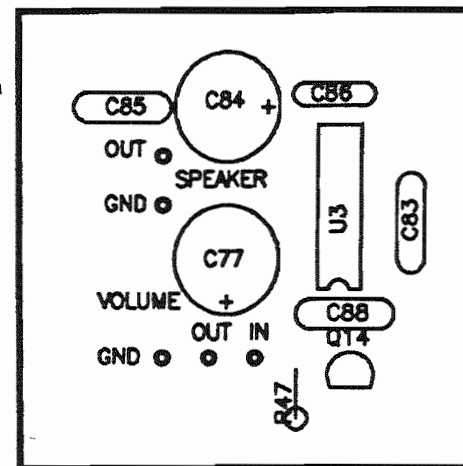 C85
C84 +
C86
OUT
SPEAKER
GND
U3
C83
C77
+
VOLUME
C88
OUT IN
Q14
GND
R47